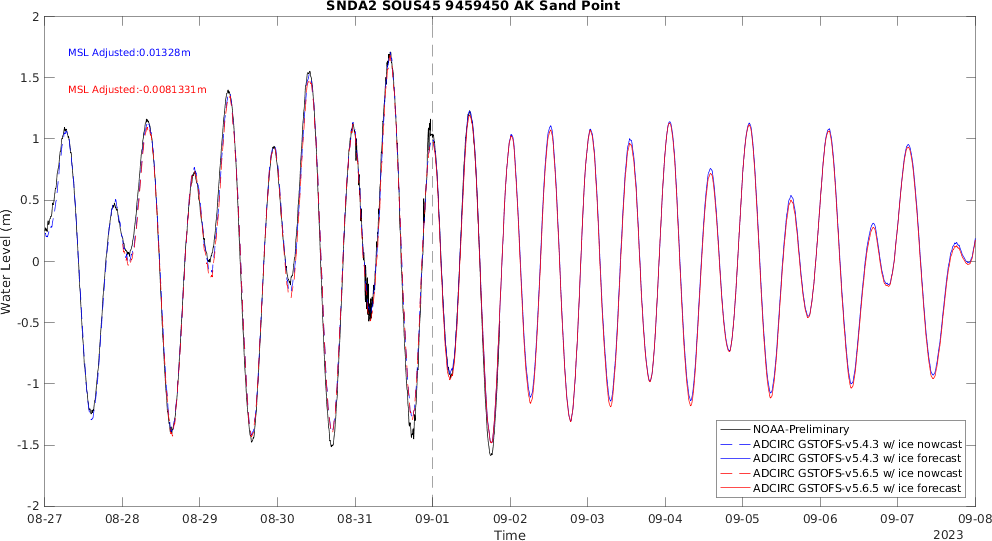 SNDA2 SOUS45 9459450 AK Sand Point
MSL Adjusted:0.01328m
MSL Adjusted:-0.0081331m
Water Level (m)
2
1.5
1
0.5
0
-0.5
-1
-1.5
-2
NOAA-Preliminary
ADCIRC GSTOFS-v5.4.3 w/ ice nowcast
ADCIRC GSTOFS-v5.4.3 w/ ice forecast
ADCIRC GSTOFS-v5.6.5 w/ ice nowcast
ADCIRC GSTOFS-v5.6.5 w/ ice forecast
08-27 08-28 08-29 08-30 08-31 09-01 09-02 09-03 09-04 09-05 09-06 09-07 09-08
Time
2023